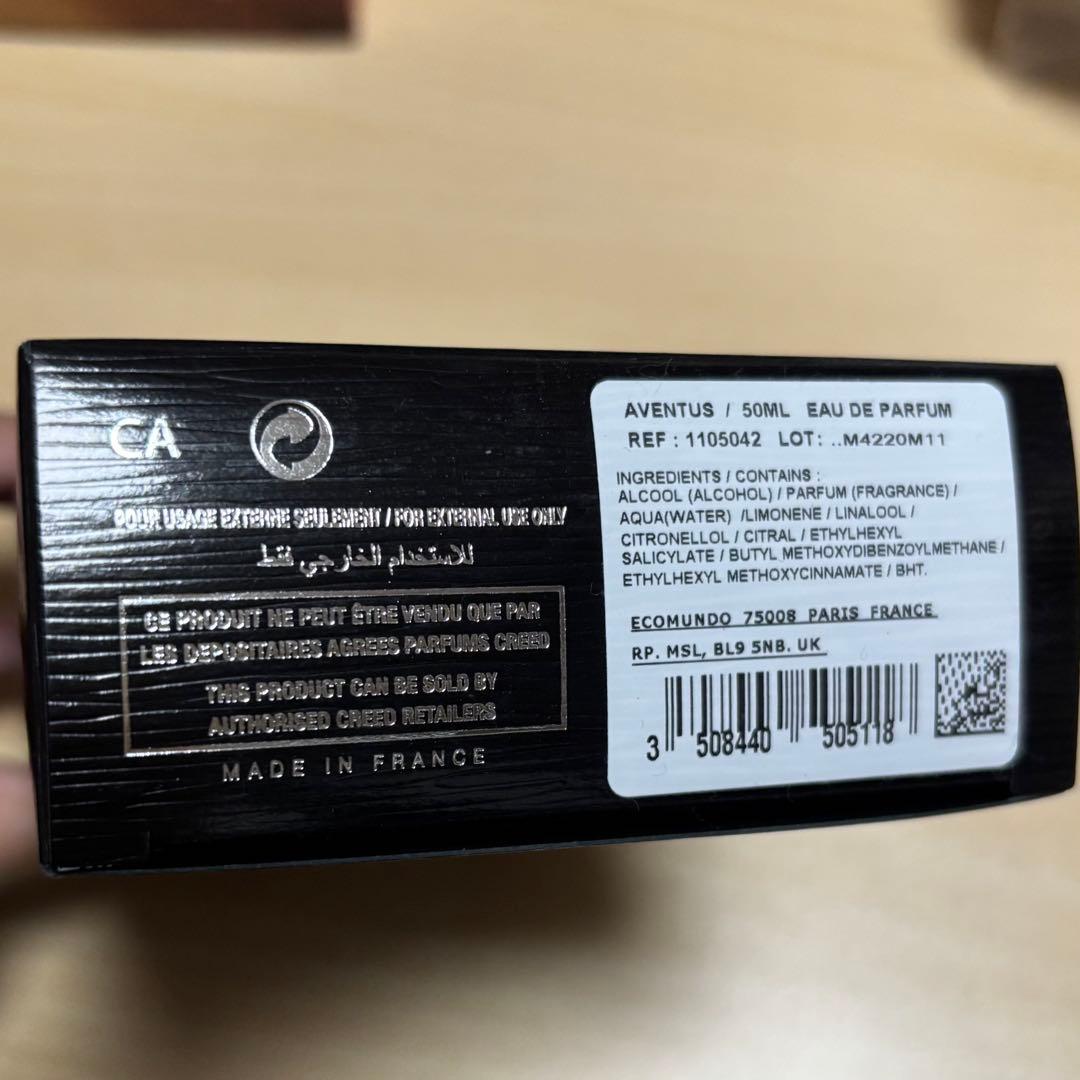 CA
POUR USAGE EXTERNE SEULEMENT / FOR EXTERNAL USE ONLY
للاستخدام الخارجي فقط
CE PRODUIT NE PEUT ÊTRE VENDU QUE PAR
LES DEPOSITAIRES AGREES PARFUMS CREED
THIS PRODUCT CAN BE SOLD BY
AUTHORISED CREED RETAILERS
MADE IN FRANCE
AVENTUS / 50ML EAU DE PARFUM
REF : 1105042 LOT: ..M4220M11
INGREDIENTS / CONTAINS :
ALCOOL (ALCOHOL) / PARFUM (FRAGRANCE) /
AQUA(WATER) /LIMONENE / LINALOOL /
CITRONELLOL / CITRAL / ETHYLHEXYL
SALICYLATE / BUTYL METHOXYDIBENZOYLMETHANE /
ETHYLHEXYL METHOXYCINNAMATE / BHT.
ECOMUNDO 75008 PARIS FRANCE
RP. MSL, BL9 5NB. UK
3 508440 505118